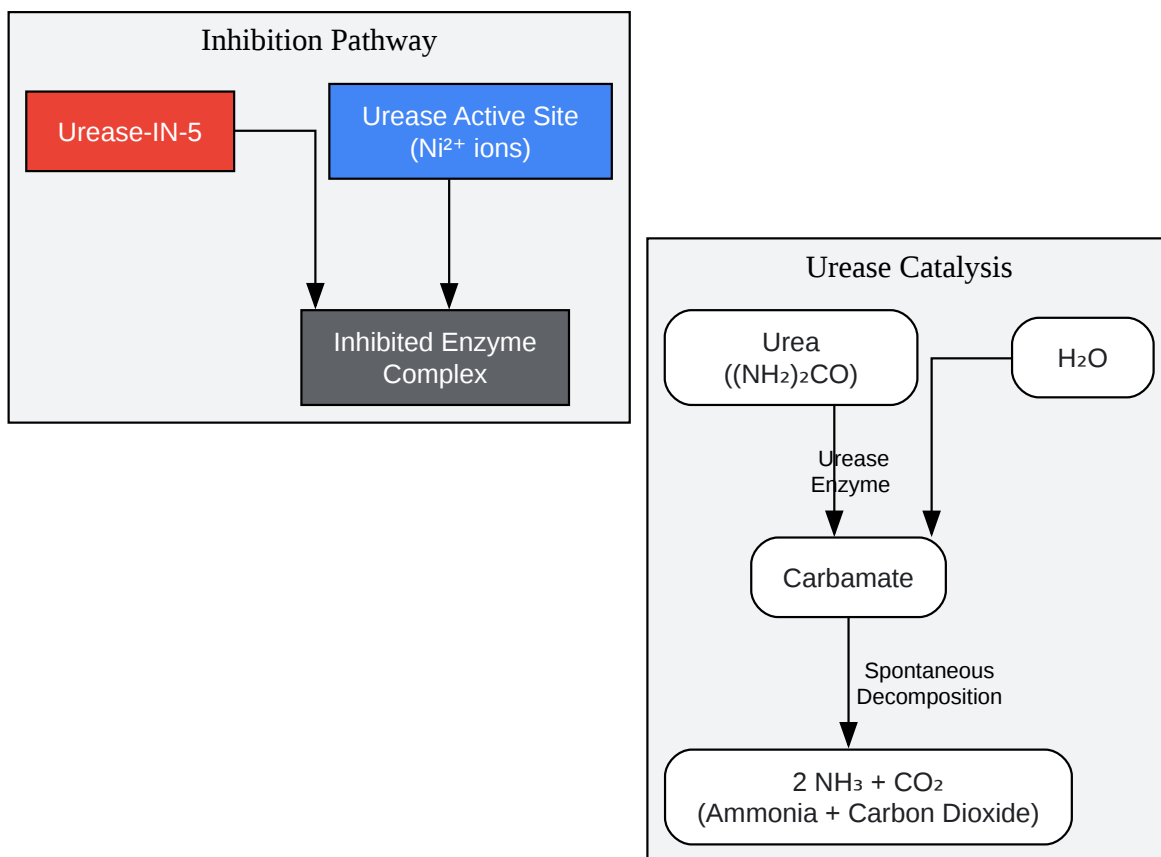 Inhibition Pathway
Urease-IN-5
Urease Active Site
(Ni²⁺ ions)
Inhibited Enzyme
Complex
Urease Catalysis
Urea
((NH₂)₂CO)
H₂O
Urease
Enzyme
Carbamate
Spontaneous
Decomposition
2 NH₃ + CO₂
(Ammonia + Carbon Dioxide)